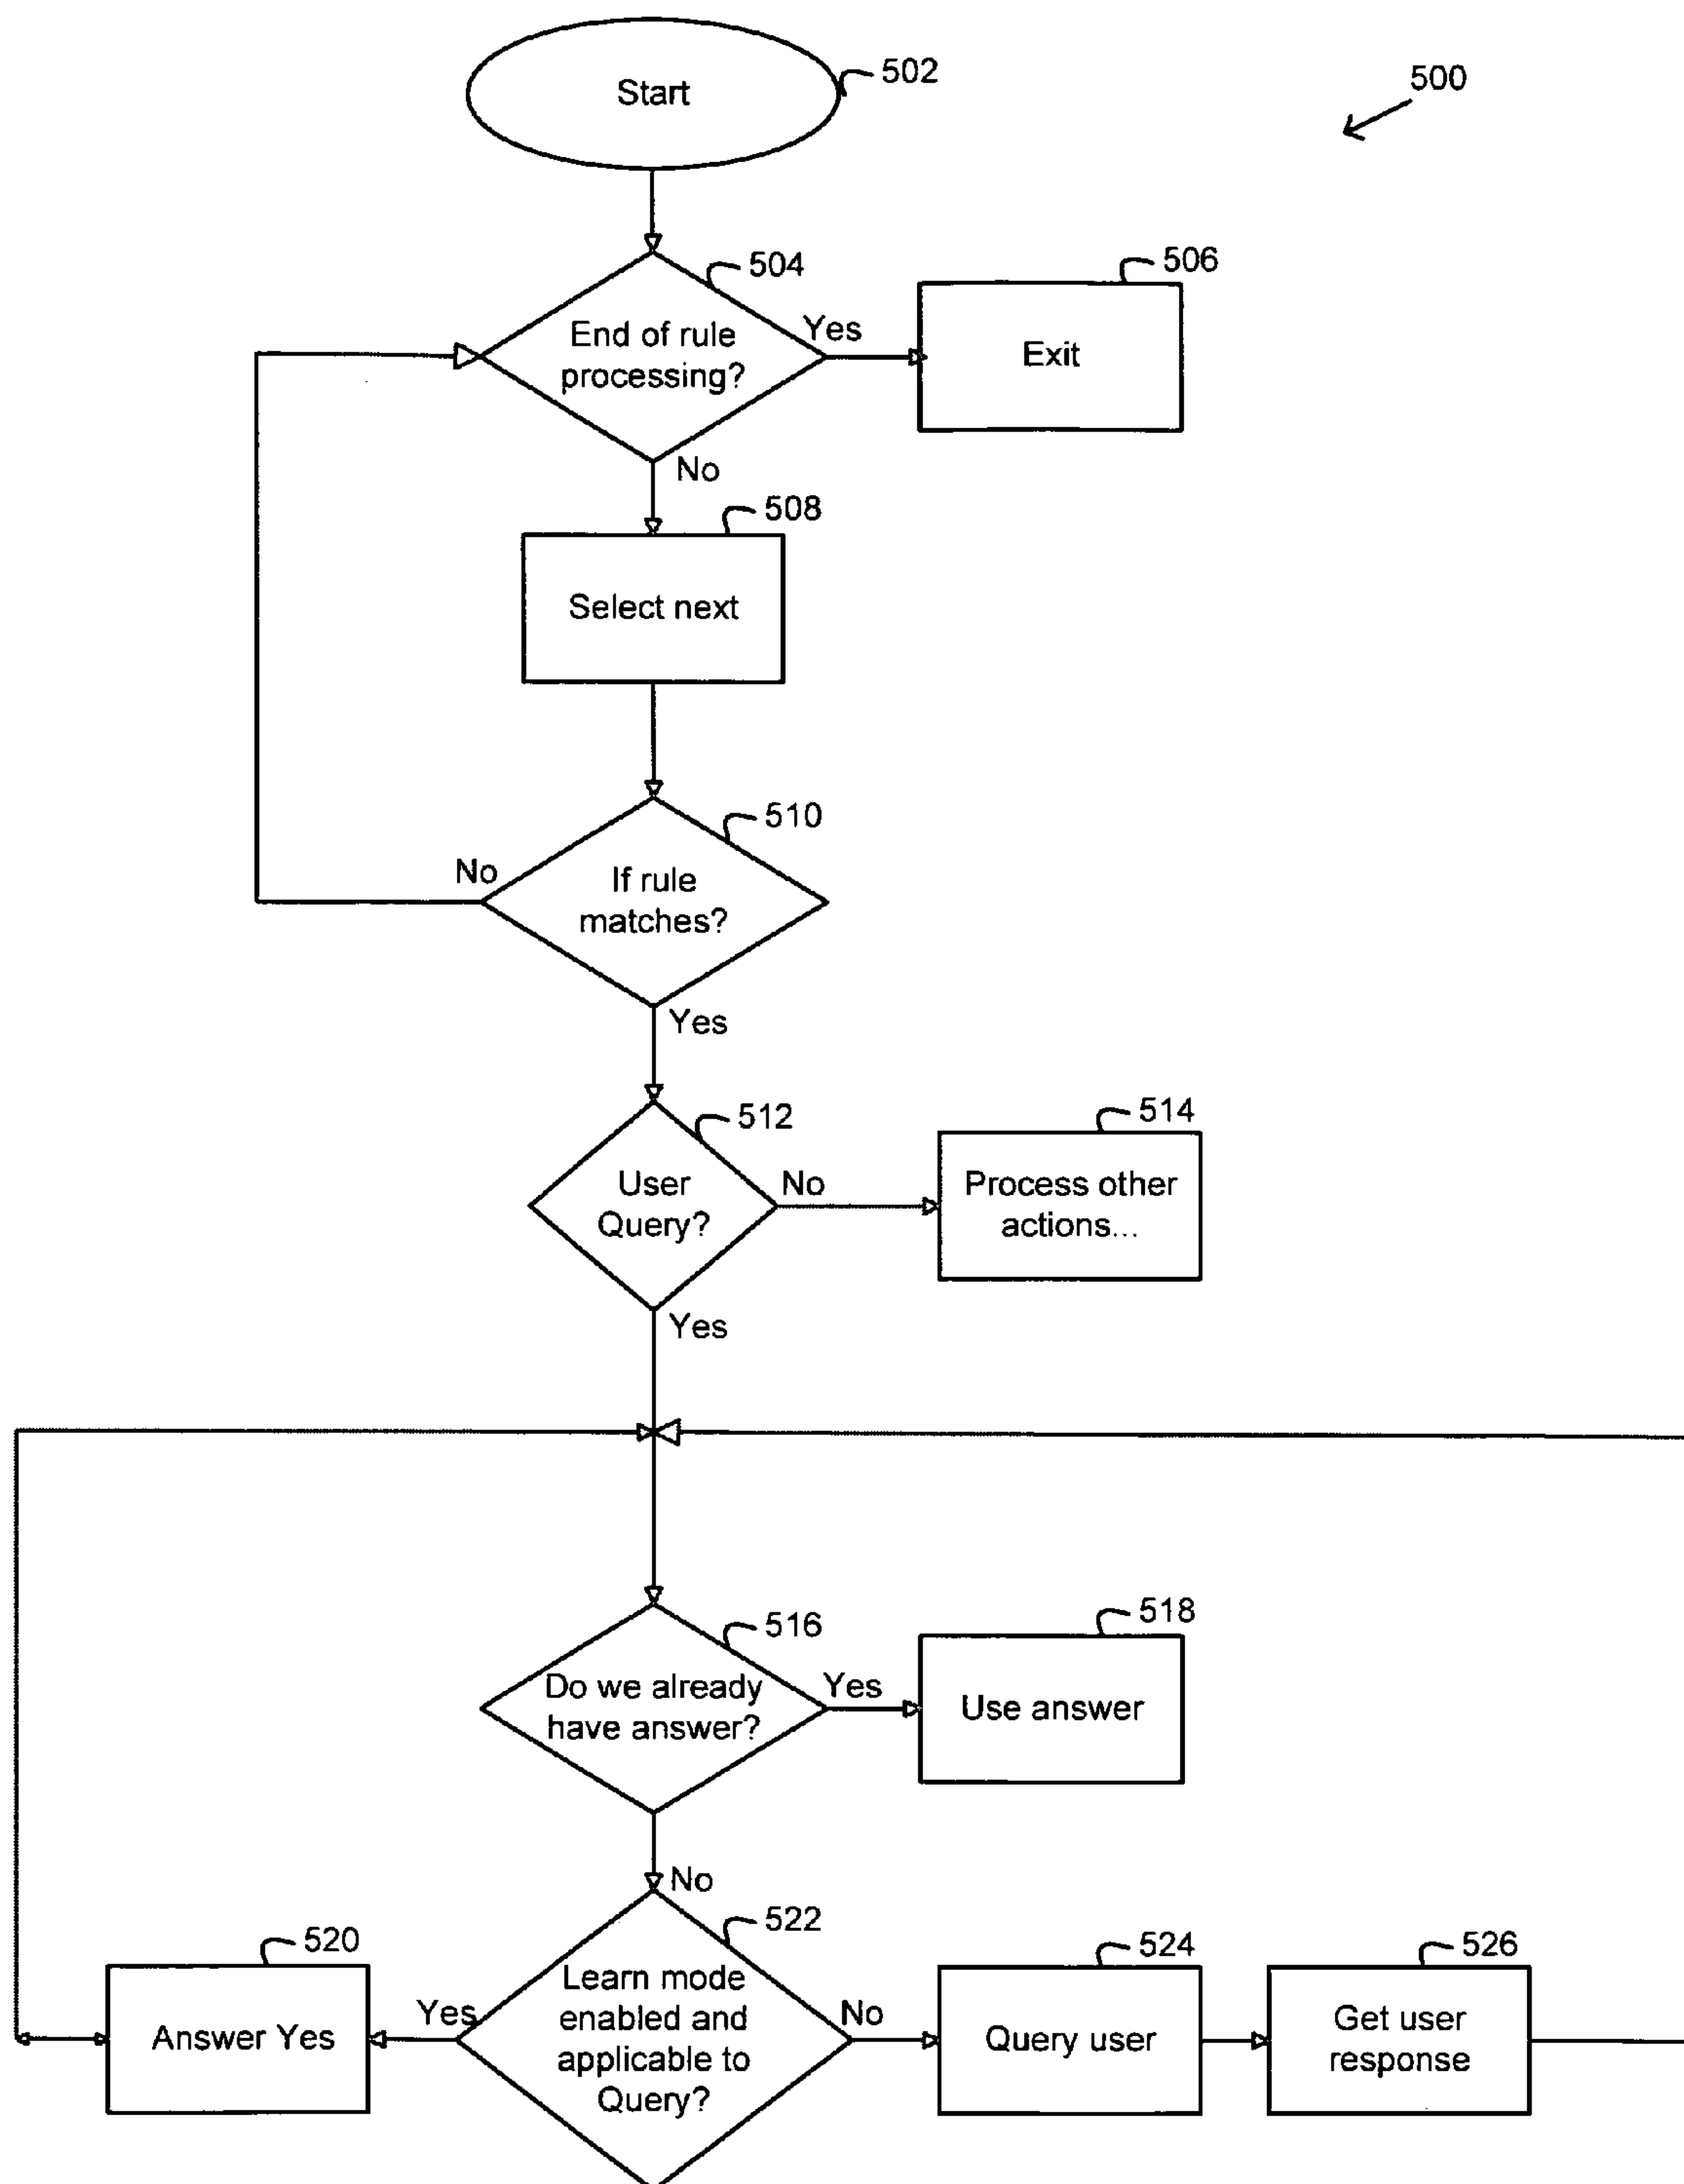 Start
502
500
End of rule
processing?
504
Yes
506
Exit
No
508
Select next
510
If rule
matches?
No
Yes
512
User
Query?
No
514
Process other
actions...
Yes
516
Do we already
have answer?
Yes
518
Use answer
No
520
Answer Yes
Yes
522
Learn mode
enabled and
applicable to
Query?
No
524
Query user
526
Get user
response